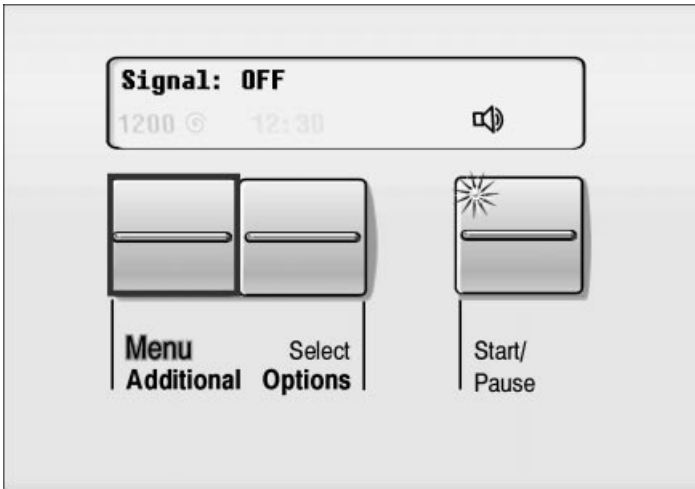 Signal: OFF
1200 12:30
Menu Select
Additional Options
Start/
Pause